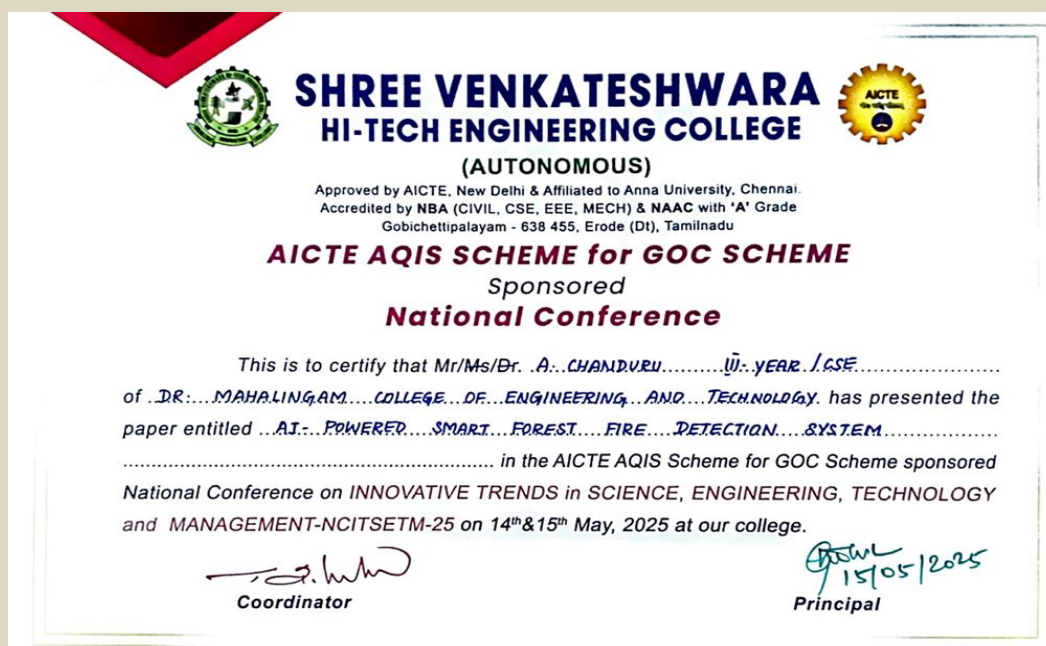 SHREE VENKATESHWARA
HI-TECH ENGINEERING COLLEGE
AICTE
(AUTONOMOUS)
Approved by AICTE, New Delhi & Affiliated to Anna University, Chennai.
Accredited by NBA (CIVIL, CSE, EEE, MECH) & NAAC with 'A' Grade
Gobichettipalayam - 638 455, Erode (Dt), Tamilnadu
AICTE AQIS SCHEME for GOC SCHEME
Sponsored
National Conference
This is to certify that Mr/Ms/Dr. A. CHANDURU III- YEAR / CSE
of DR. MAHALINGAM COLLEGE OF ENGINEERING AND TECHNOLOGY. has presented the
paper entitled AI- POWERED SMART FOREST FIRE DETECTION SYSTEM
in the AICTE AQIS Scheme for GOC Scheme sponsored
National Conference on INNOVATIVE TRENDS in SCIENCE, ENGINEERING, TECHNOLOGY
and MANAGEMENT-NCITSETM-25 on 14th&15th May, 2025 at our college.
15/05/2025
Coordinator
Principal